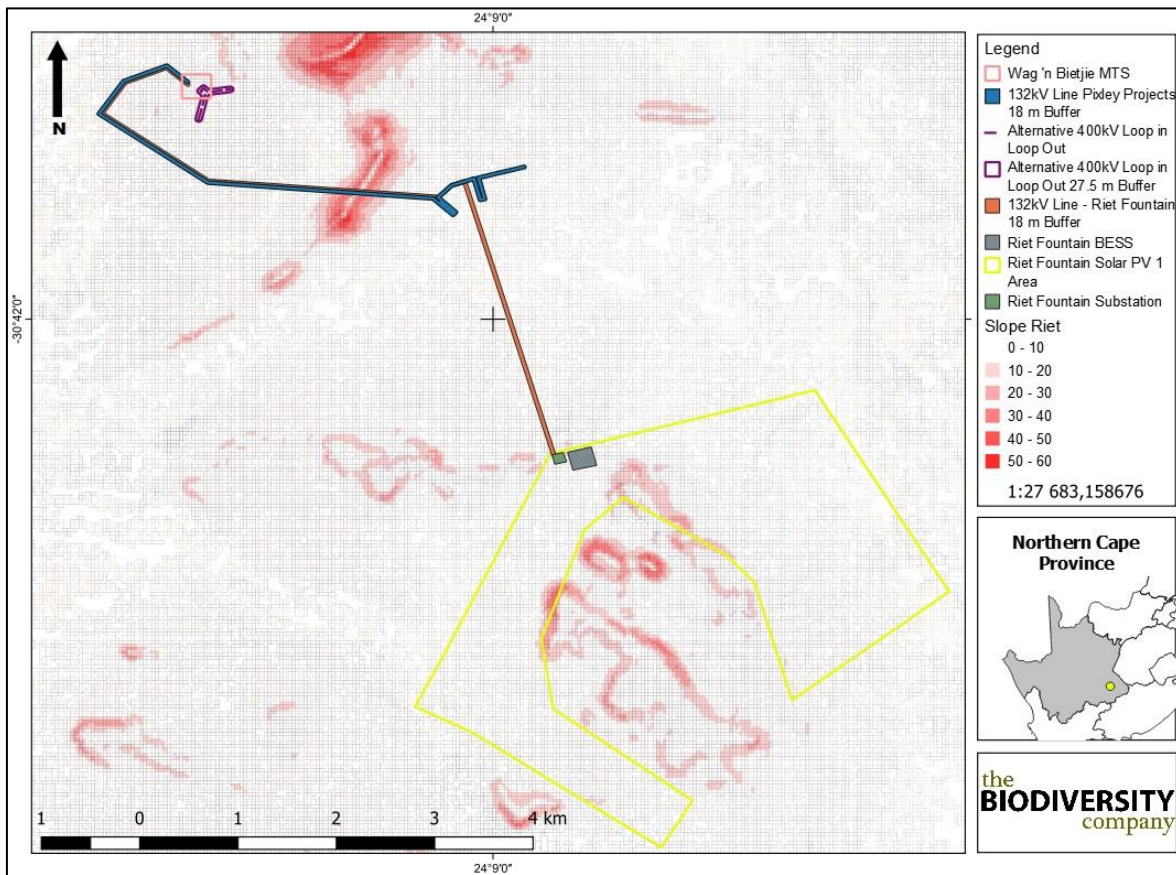 24°9'0"
N
-30°42'0"
1 0 1 2 3 4 km
24°9'0"
Legend
Wag 'n Bietjie MTS
132kV Line Pixley Projects
18 m Buffer
Alternative 400kV Loop in
Loop Out
Alternative 400kV Loop in
Loop Out 27.5 m Buffer
132kV Line - Riet Fountain
18 m Buffer
Riet Fountain BESS
Riet Fountain Solar PV 1
Area
Riet Fountain Substation
Slope Riet
0 - 10
10 - 20
20 - 30
30 - 40
40 - 50
50 - 60
1:27 683,158676
Northern Cape
Province
the
BIODIVERSITY
company